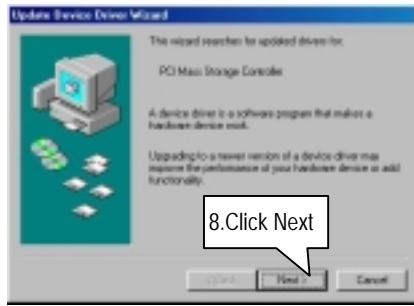 Update Device Driver Wizard
This wizard searches for updated drivers for:
PCI Mass Storage Controller
A device driver is a software program that makes a
hardware device work.
Upgrading to a newer version of a device driver may
improve the performance of your hardware device or add
functionality.
8.Click Next
< Back
Next >
Cancel